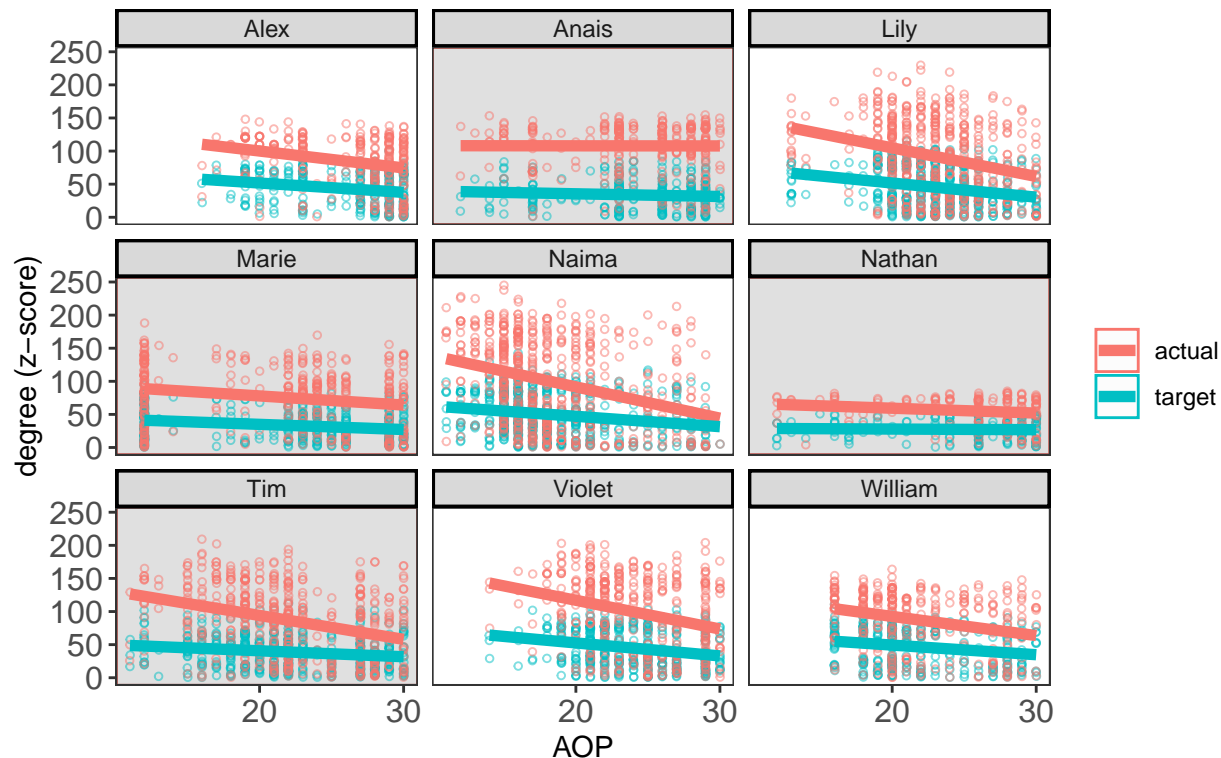 Alex Anais Lily
250
200
150
100
50
0
Marie Naima Nathan
250
200
150
100
50
0
Tim Violet William
250
200
150
100
50
0
20 30 20 30 20 30
AOP
degree (z−score)
actual
target